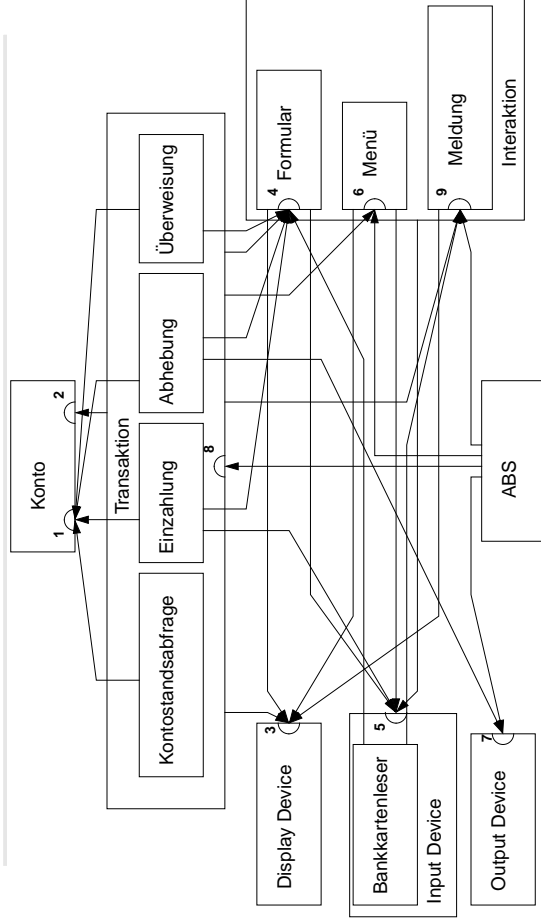 Konto
1
2
Transaktion
Kontostandsabfrage
Einzahlung
Abhebung
Überweisung
8
Display Device
3
Formular
4
Bankkartenleser
Input Device
5
Menü
6
Output Device
7
ABS
Meldung
9
Interaktion